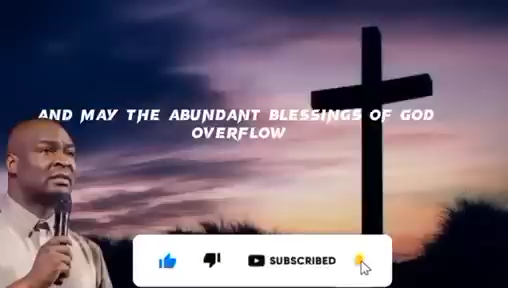 AND MAY THE ABUNDANT BLESSINGS OF GOD
OVERFLOW
SUBSCRIBED